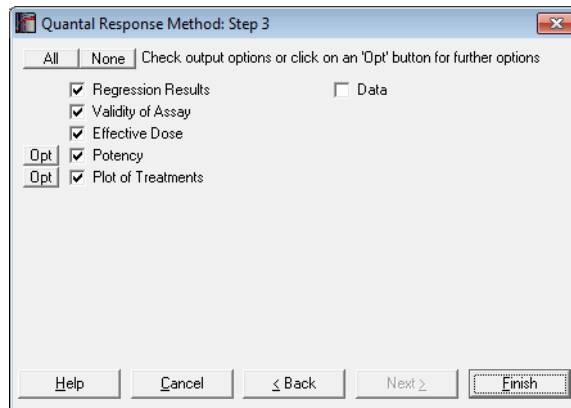 Quantal Response Method: Step 3
All None Check output options or click on an 'Opt' button for further options
Regression Results Data
Validity of Assay
Effective Dose
Opt Potency
Opt Plot of Treatments
Help Cancel < Back Next > Finish